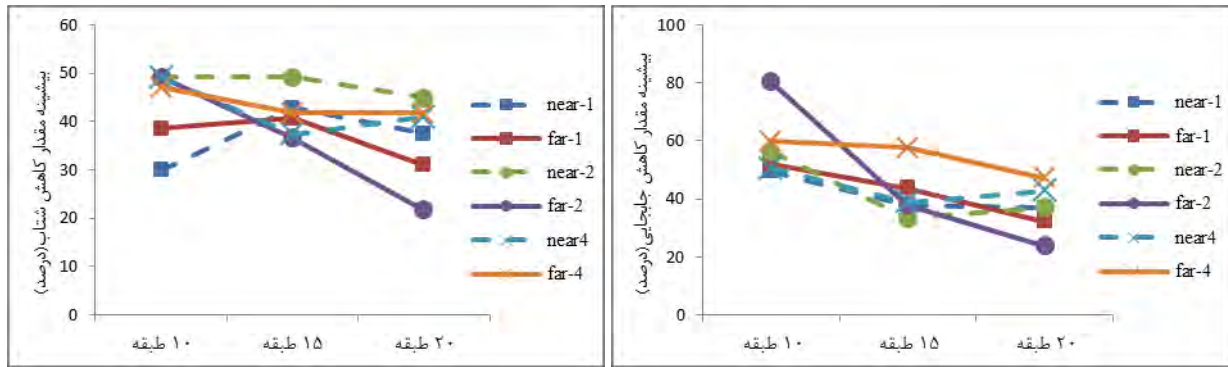 بیشینه مقدار کاهش شتاب(درصد)
60
50
40
30
20
10
0
۱۰ طبقه
۱۵ طبقه
۲۰ طبقه
near-1
far-1
near-2
far-2
near4
far-4
بیشینه مقدار کاهش جابجایی(درصد)
100
80
60
40
20
0
۱۰ طبقه
۱۵ طبقه
۲۰ طبقه
near-1
far-1
near-2
far-2
near4
far-4